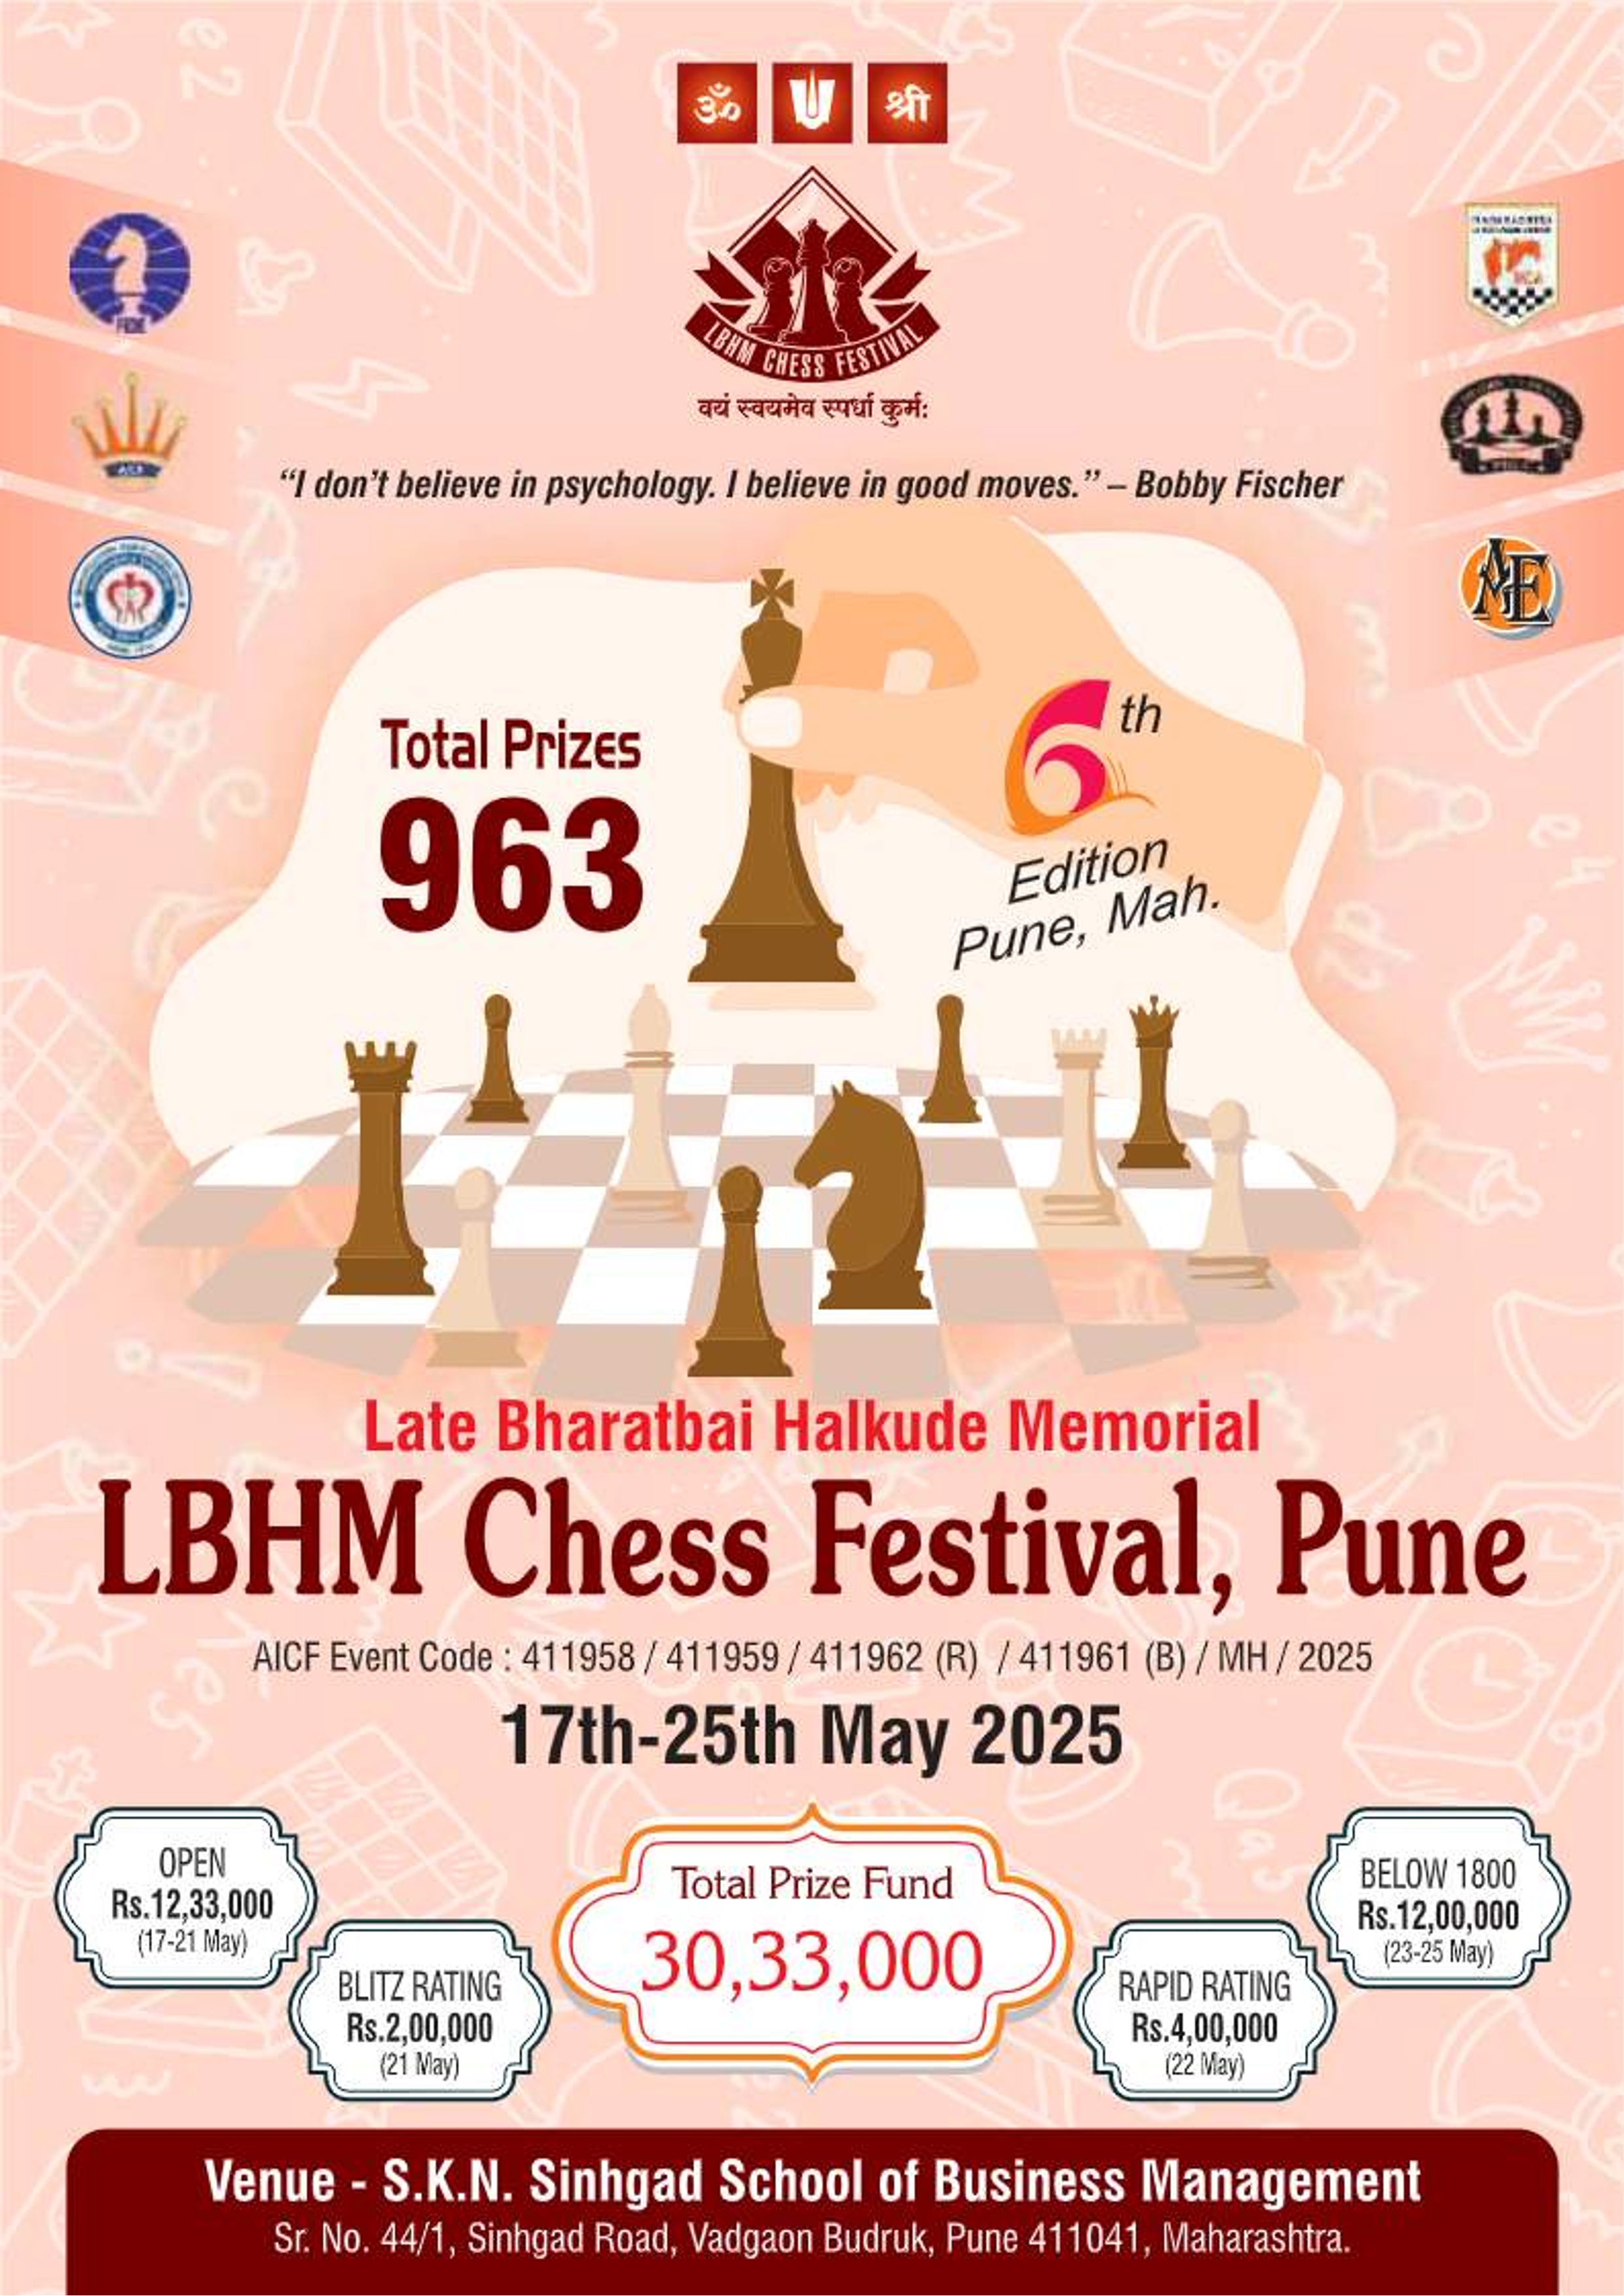 ॐ श्री
LBHM CHESS FESTIVAL
वयं स्वयमेव स्पर्धा कुर्म:
FIDE
AICF
MCA
AE
“I don’t believe in psychology. I believe in good moves.” – Bobby Fischer
Total Prizes
963
6th
Edition
Pune, Mah.
Late Bharatbai Halkude Memorial
LBHM Chess Festival, Pune
AICF Event Code : 411958 / 411959 / 411962 (R) / 411961 (B) / MH / 2025
17th-25th May 2025
OPEN
Rs.12,33,000
(17-21 May)
BLITZ RATING
Rs.2,00,000
(21 May)
Total Prize Fund
30,33,000
RAPID RATING
Rs.4,00,000
(22 May)
BELOW 1800
Rs.12,00,000
(23-25 May)
Venue - S.K.N. Sinhgad School of Business Management
Sr. No. 44/1, Sinhgad Road, Vadgaon Budruk, Pune 411041, Maharashtra.